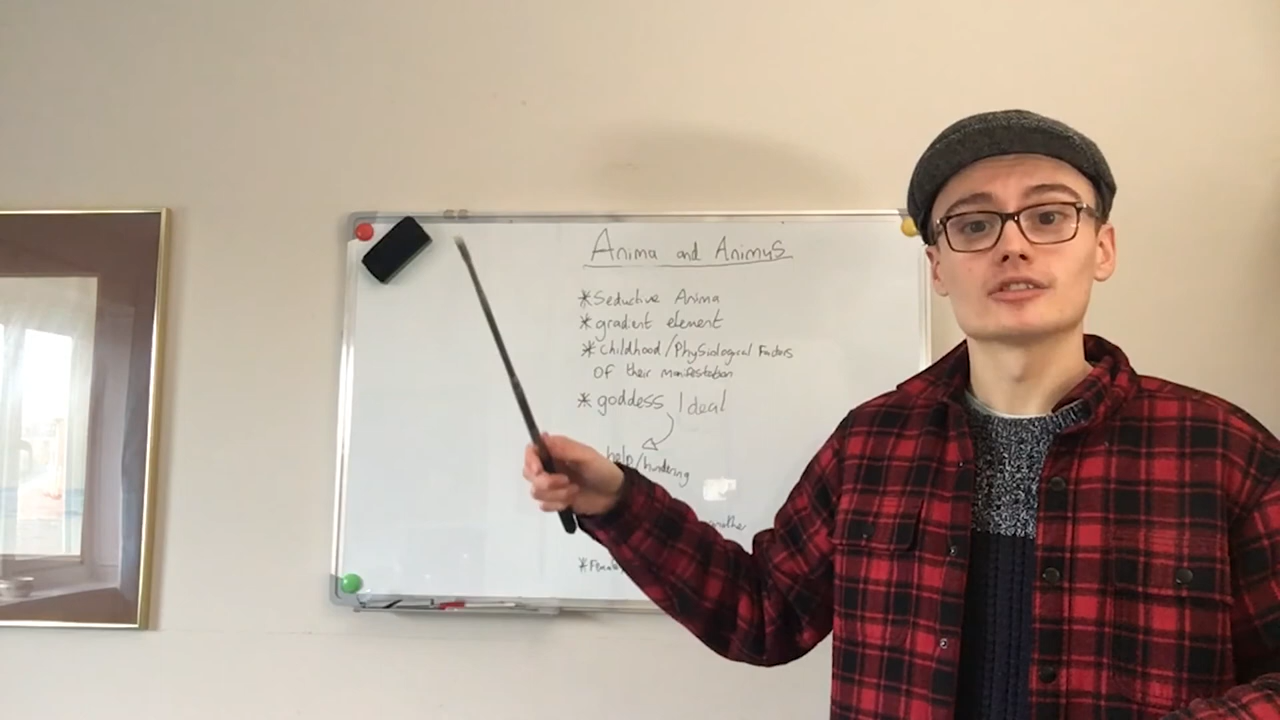 Anima and Animus
*Seductive Anima
*gradient element
*Childhood/Physiological Factors
of their manifestation
*goddess Ideal
help/hindering